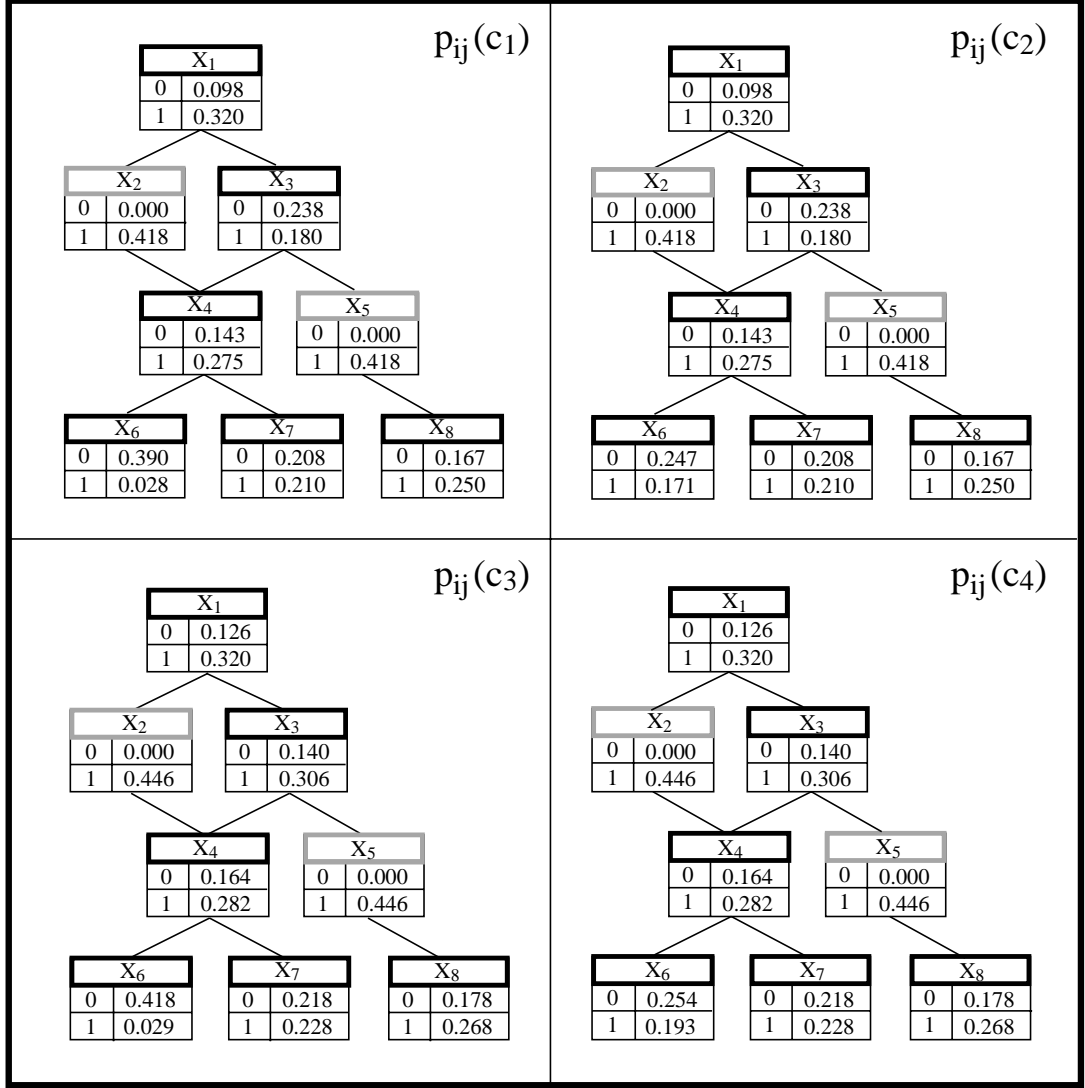 p_ij(c_1)
X_1
0 0.098
1 0.320
X_2 X_3
0 0.000 0 0.238
1 0.418 1 0.180
X_4 X_5
0 0.143 0 0.000
1 0.275 1 0.418
X_6 X_7 X_8
0 0.390 0 0.208 0 0.167
1 0.028 1 0.210 1 0.250
p_ij(c_2)
X_1
0 0.098
1 0.320
X_2 X_3
0 0.000 0 0.238
1 0.418 1 0.180
X_4 X_5
0 0.143 0 0.000
1 0.275 1 0.418
X_6 X_7 X_8
0 0.247 0 0.208 0 0.167
1 0.171 1 0.210 1 0.250
p_ij(c_3)
X_1
0 0.126
1 0.320
X_2 X_3
0 0.000 0 0.140
1 0.446 1 0.306
X_4 X_5
0 0.164 0 0.000
1 0.282 1 0.446
X_6 X_7 X_8
0 0.418 0 0.218 0 0.178
1 0.029 1 0.228 1 0.268
p_ij(c_4)
X_1
0 0.126
1 0.320
X_2 X_3
0 0.000 0 0.140
1 0.446 1 0.306
X_4 X_5
0 0.164 0 0.000
1 0.282 1 0.446
X_6 X_7 X_8
0 0.254 0 0.218 0 0.178
1 0.193 1 0.228 1 0.268